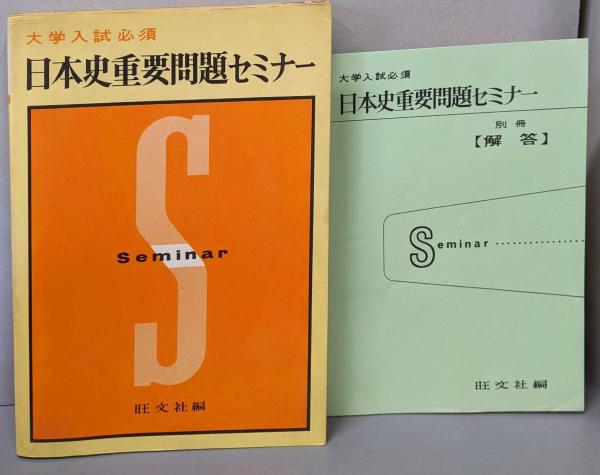 大学入試必須
日本史重要問題セミナー
S
Seminar
旺文社編
大学入試必須
日本史重要問題セミナー
別冊
【解答】
Seminar
旺文社編